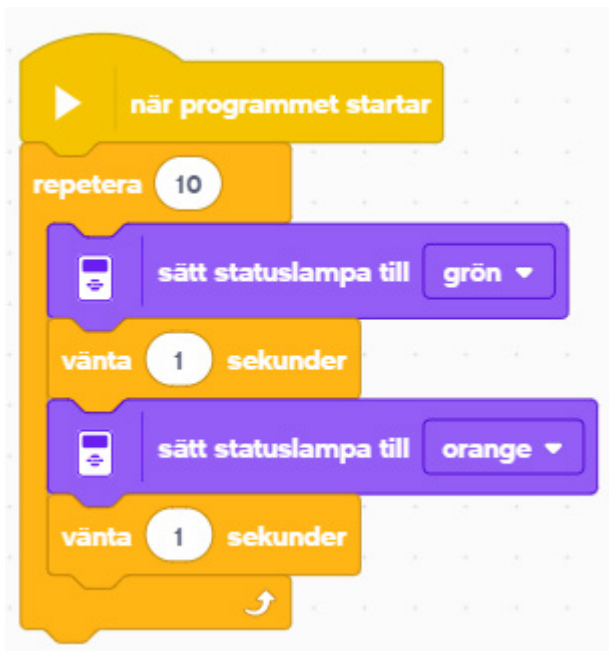 när programmet startar
repetera 10
sätt statuslampa till grön
vänta 1 sekunder
sätt statuslampa till orange
vänta 1 sekunder